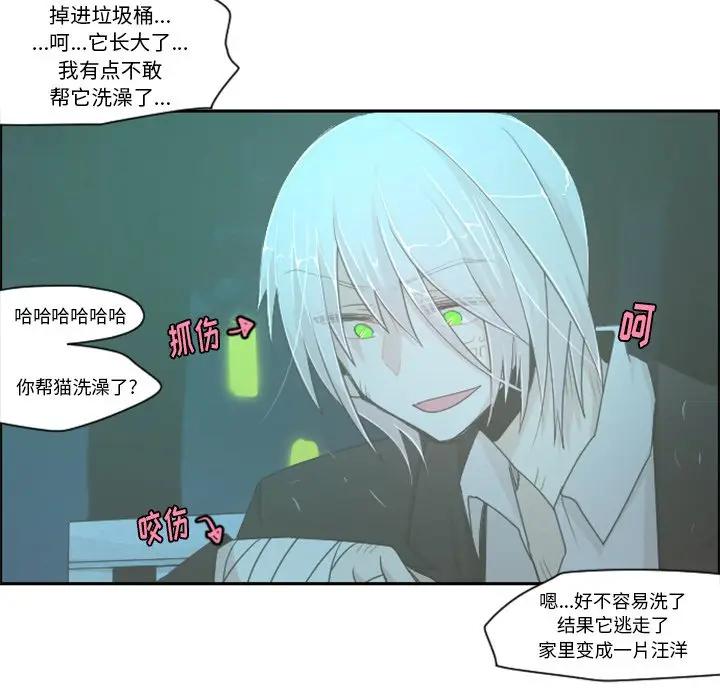 掉进垃圾桶...
...呵...它长大了...
我有点不敢
帮它洗澡了...
哈哈哈哈哈哈
你帮猫洗澡了?
抓伤
呵
咬伤
嗯...好不容易洗了
结果它逃走了
家里变成一片汪洋